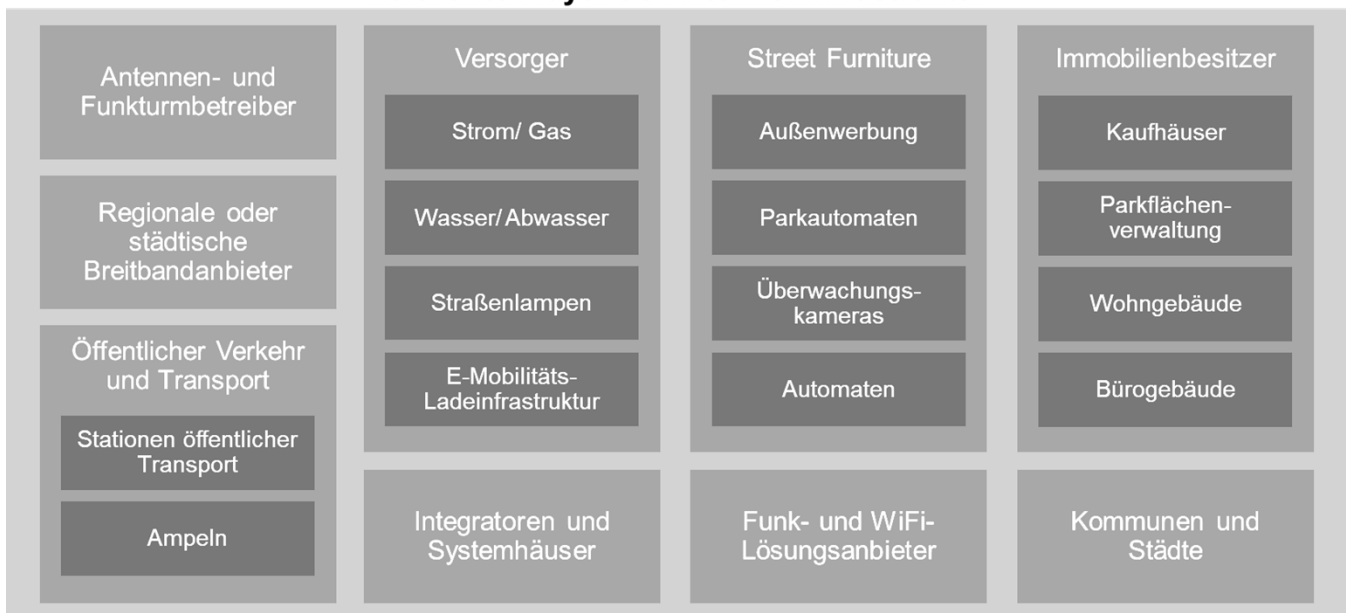 Antennen- und
Funkturmbetreiber
Regionale oder
städtische
Breitbandanbieter
Öffentlicher Verkehr
und Transport
Stationen öffentlicher
Transport
Ampeln
Versorger
Strom/ Gas
Wasser/ Abwasser
Straßenlampen
E-Mobilitäts-
Ladeinfrastruktur
Integratoren und
Systemhäuser
Street Furniture
Außenwerbung
Parkautomaten
Überwachungs-
kameras
Automaten
Funk- und WiFi-
Lösungsanbieter
Immobilienbesitzer
Kaufhäuser
Parkflächen-
verwaltung
Wohngebäude
Bürogebäude
Kommunen und
Städte